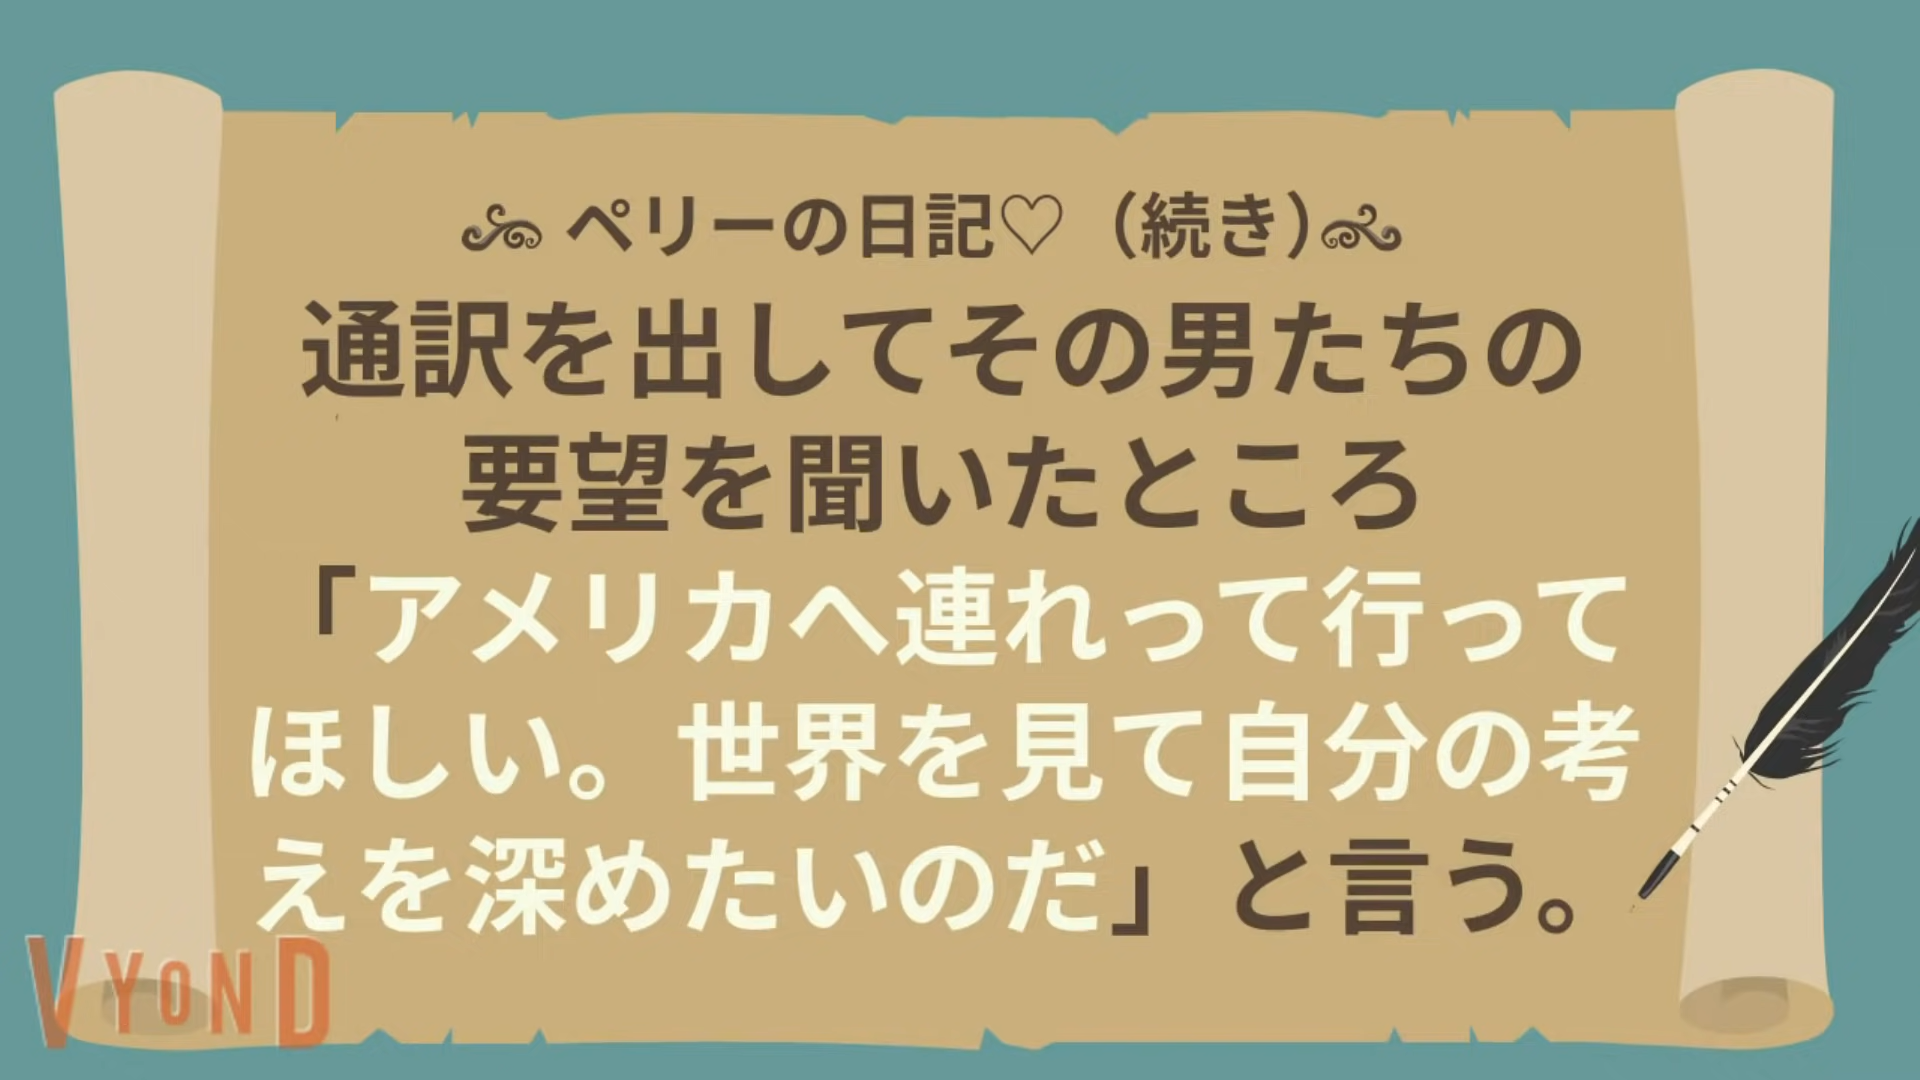 ペリーの日記♡（続き）
通訳を出してその男たちの
要望を聞いたところ
「アメリカへ連れって行って
ほしい。世界を見て自分の考
えを深めたいのだ」と言う。
VYOND